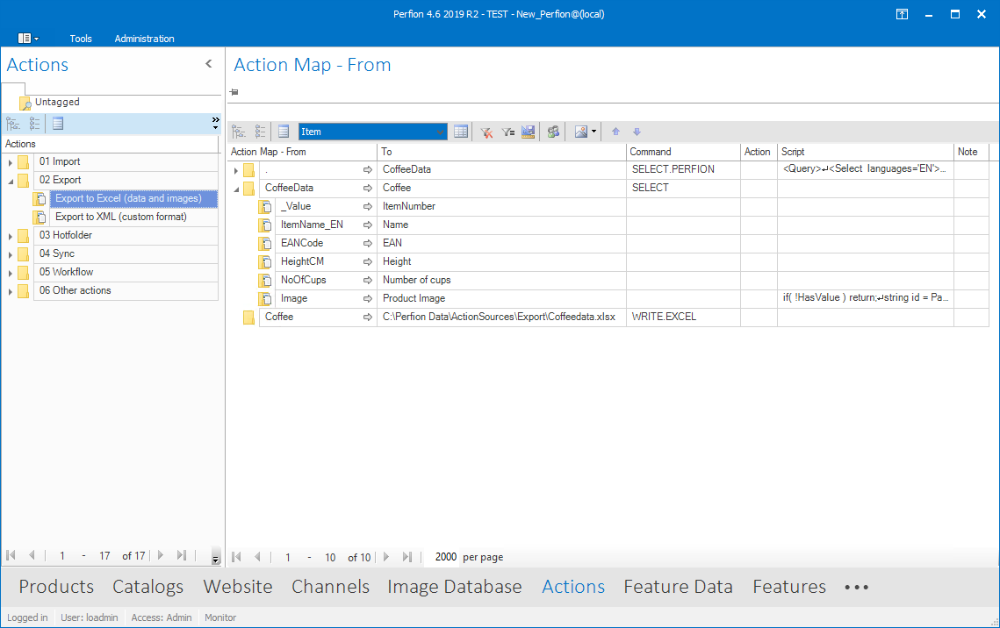 Perfion 4.6 2019 R2 - TEST - New_Perfion@(local)
Tools Administration
Actions
Untagged
Actions
01 Import
02 Export
Export to Excel (data and images)
Export to XML (custom format)
03 Hotfolder
04 Sync
05 Workflow
06 Other actions
1 - 17 of 17
Action Map - From
Item
Action Map - From To Command Action Script Note
. CoffeeData SELECT.PERFION <Query>↵<Select languages='EN'>...
CoffeeData Coffee SELECT
_Value ItemNumber
ItemName_EN Name
EANCode EAN
HeightCM Height
NoOfCups Number of cups
Image Product Image if( !HasValue ) return;↵string id = Pa...
Coffee C:\Perfion Data\ActionSources\Export\Coffeedata.xlsx WRITE.EXCEL
1 - 10 of 10 2000 per page
Products Catalogs Website Channels Image Database Actions Feature Data Features •••
Logged in User: loadmin Access: Admin Monitor